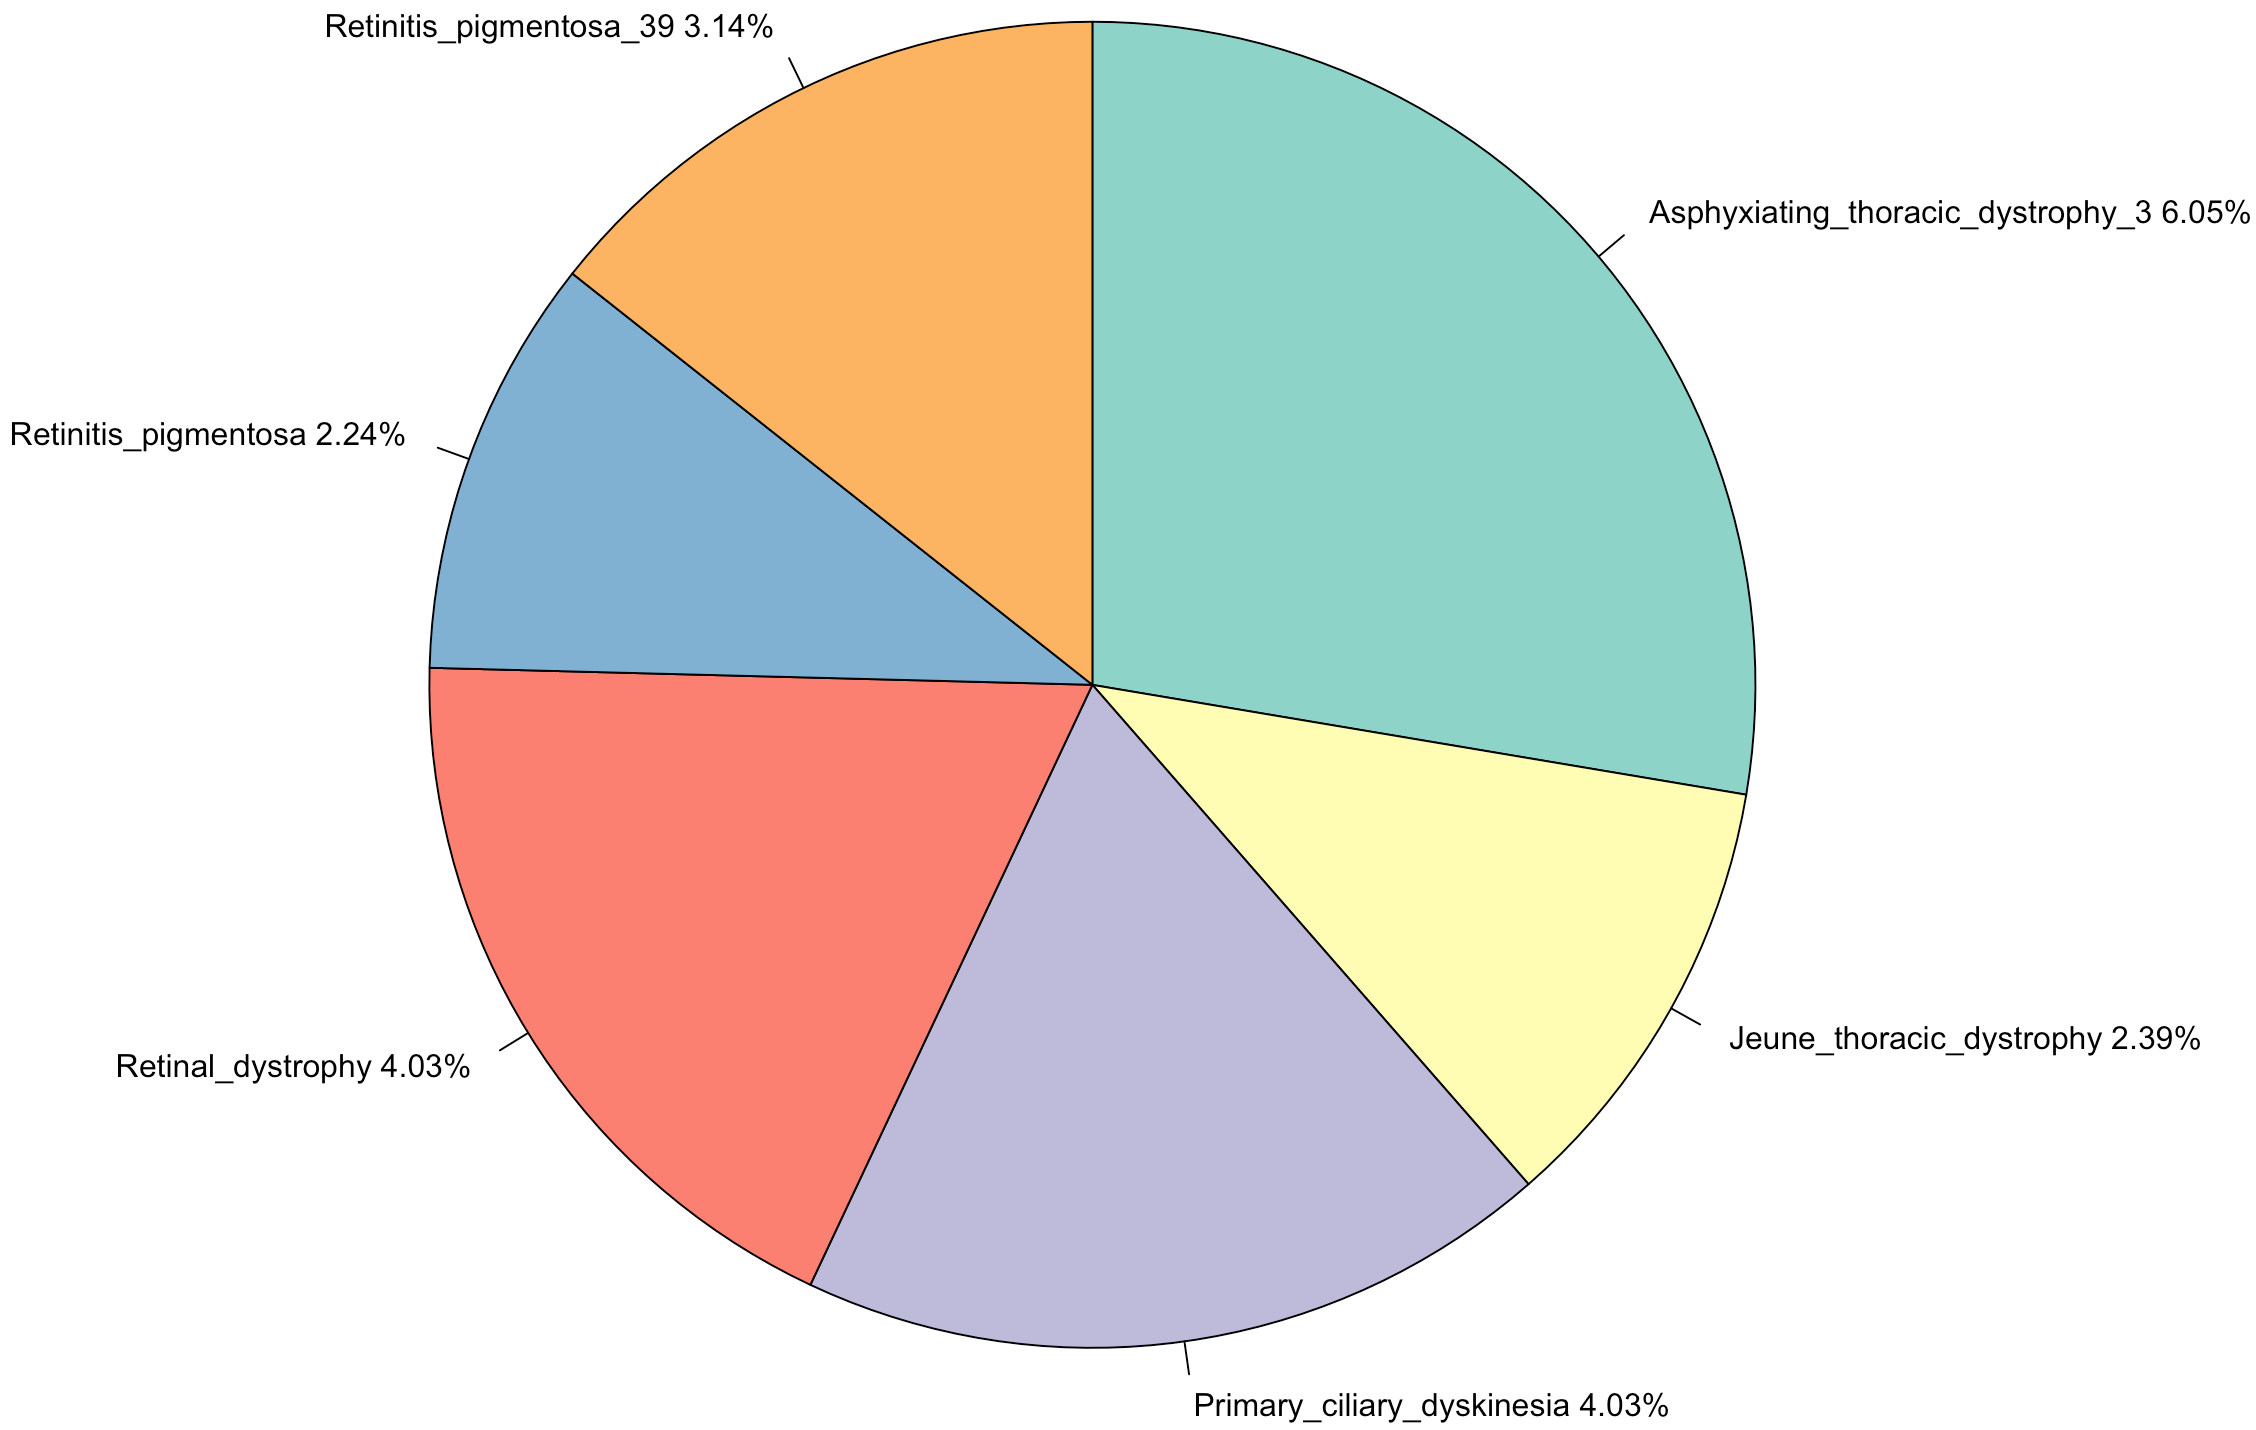 Retinitis_pigmentosa_39 3.14%
Asphyxiating_thoracic_dystrophy_3 6.05%
Retinitis_pigmentosa 2.24%
Jeune_thoracic_dystrophy 2.39%
Retinal_dystrophy 4.03%
Primary_ciliary_dyskinesia 4.03%